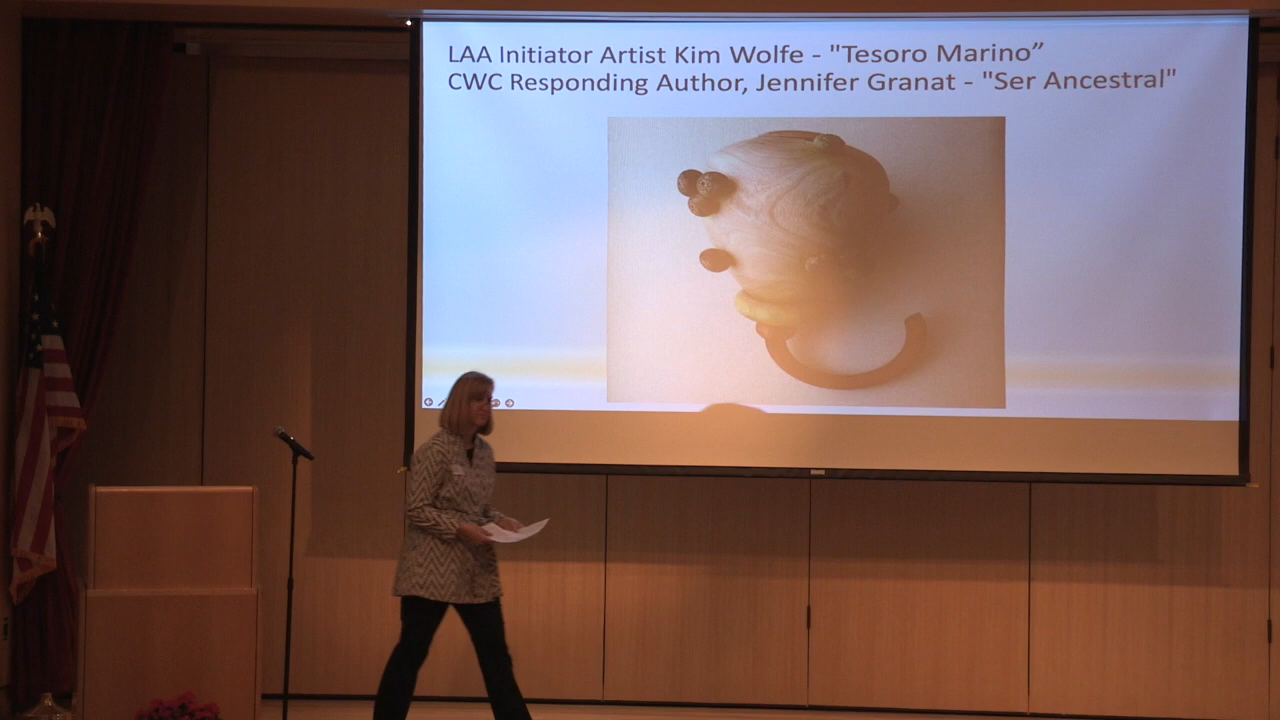 LAA Initiator Artist Kim Wolfe - "Tesoro Marino”
CWC Responding Author, Jennifer Granat - "Ser Ancestral"